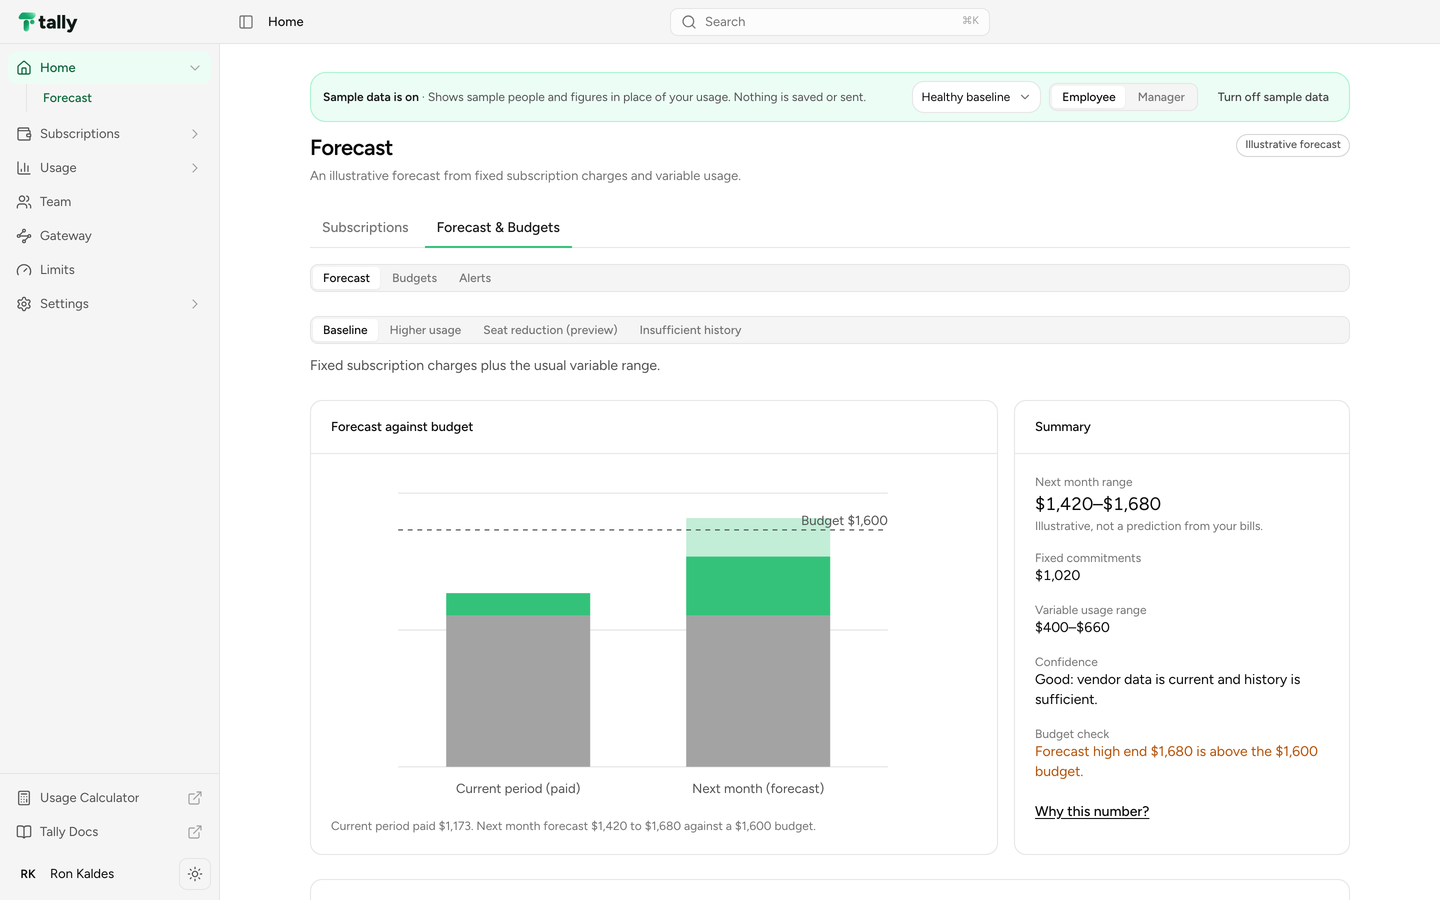 tally
Home
Search
⌘K
Home
Forecast
Subscriptions
Usage
Team
Gateway
Limits
Settings
Usage Calculator
Tally Docs
RK Ron Kaldes
Sample data is on · Shows sample people and figures in place of your usage. Nothing is saved or sent.
Healthy baseline
Employee
Manager
Turn off sample data
Forecast
Illustrative forecast
An illustrative forecast from fixed subscription charges and variable usage.
Subscriptions
Forecast & Budgets
Forecast
Budgets
Alerts
Baseline
Higher usage
Seat reduction (preview)
Insufficient history
Fixed subscription charges plus the usual variable range.
Forecast against budget
Budget $1,600
Current period (paid)
Next month (forecast)
Current period paid $1,173. Next month forecast $1,420 to $1,680 against a $1,600 budget.
Summary
Next month range
$1,420–$1,680
Illustrative, not a prediction from your bills.
Fixed commitments
$1,020
Variable usage range
$400–$660
Confidence
Good: vendor data is current and history is
sufficient.
Budget check
Forecast high end $1,680 is above the $1,600
budget.
Why this number?